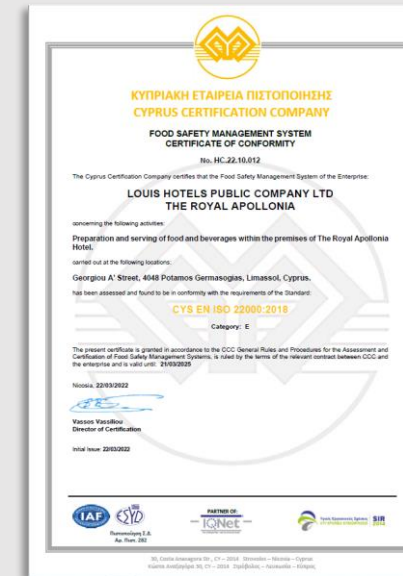 ΚΥΠΡΙΑΚΗ ΕΤΑΙΡΕΙΑ ΠΙΣΤΟΠΟΙΗΣΗΣ
CYPRUS CERTIFICATION COMPANY
FOOD SAFETY MANAGEMENT SYSTEM
CERTIFICATE OF CONFORMITY
No. HC.22.10.012
The Cyprus Certification Company certifies that the Food Safety Management System of the Enterprise:
LOUIS HOTELS PUBLIC COMPANY LTD
THE ROYAL APOLLONIA
concerning the following activities:
Preparation and serving of food and beverages within the premises of The Royal Apollonia
Hotel.
carried out at the following locations:
Georgiou A' Street, 4048 Potamos Germasogias, Limassol, Cyprus.
has been assessed and found to be in conformity with the requirements of the Standard:
CYS EN ISO 22000:2018
Category: E
The present certificate is granted in accordance to the CCC General Rules and Procedures for the Assessment and
Certification of Food Safety Management Systems, is ruled by the terms of the relevant contract between CCC and
the enterprise and is valid until: 21/03/2025
Nicosia, 22/03/2022
Vassos Vassiliou
Director of Certification
Initial Issue: 22/03/2022
IAF
ΕΣΥΔ
Πιστοποίηση Σ.Δ.
Αρ. Πιστ. 282
PARTNER OF:
IQNet
SIR